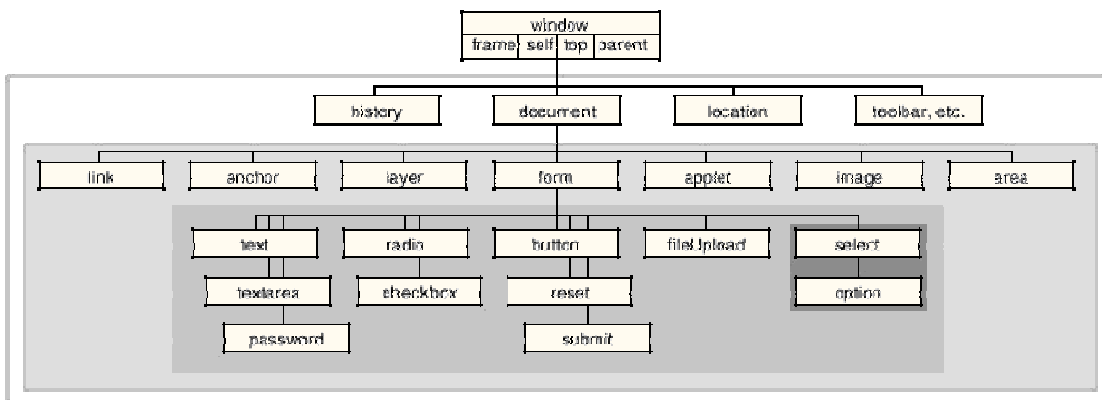 window
frame self top parent
history document location toolbar, etc.
link anchor layer form applet image area
text radio button fileUpload select
textarea checkbox reset option
password submit